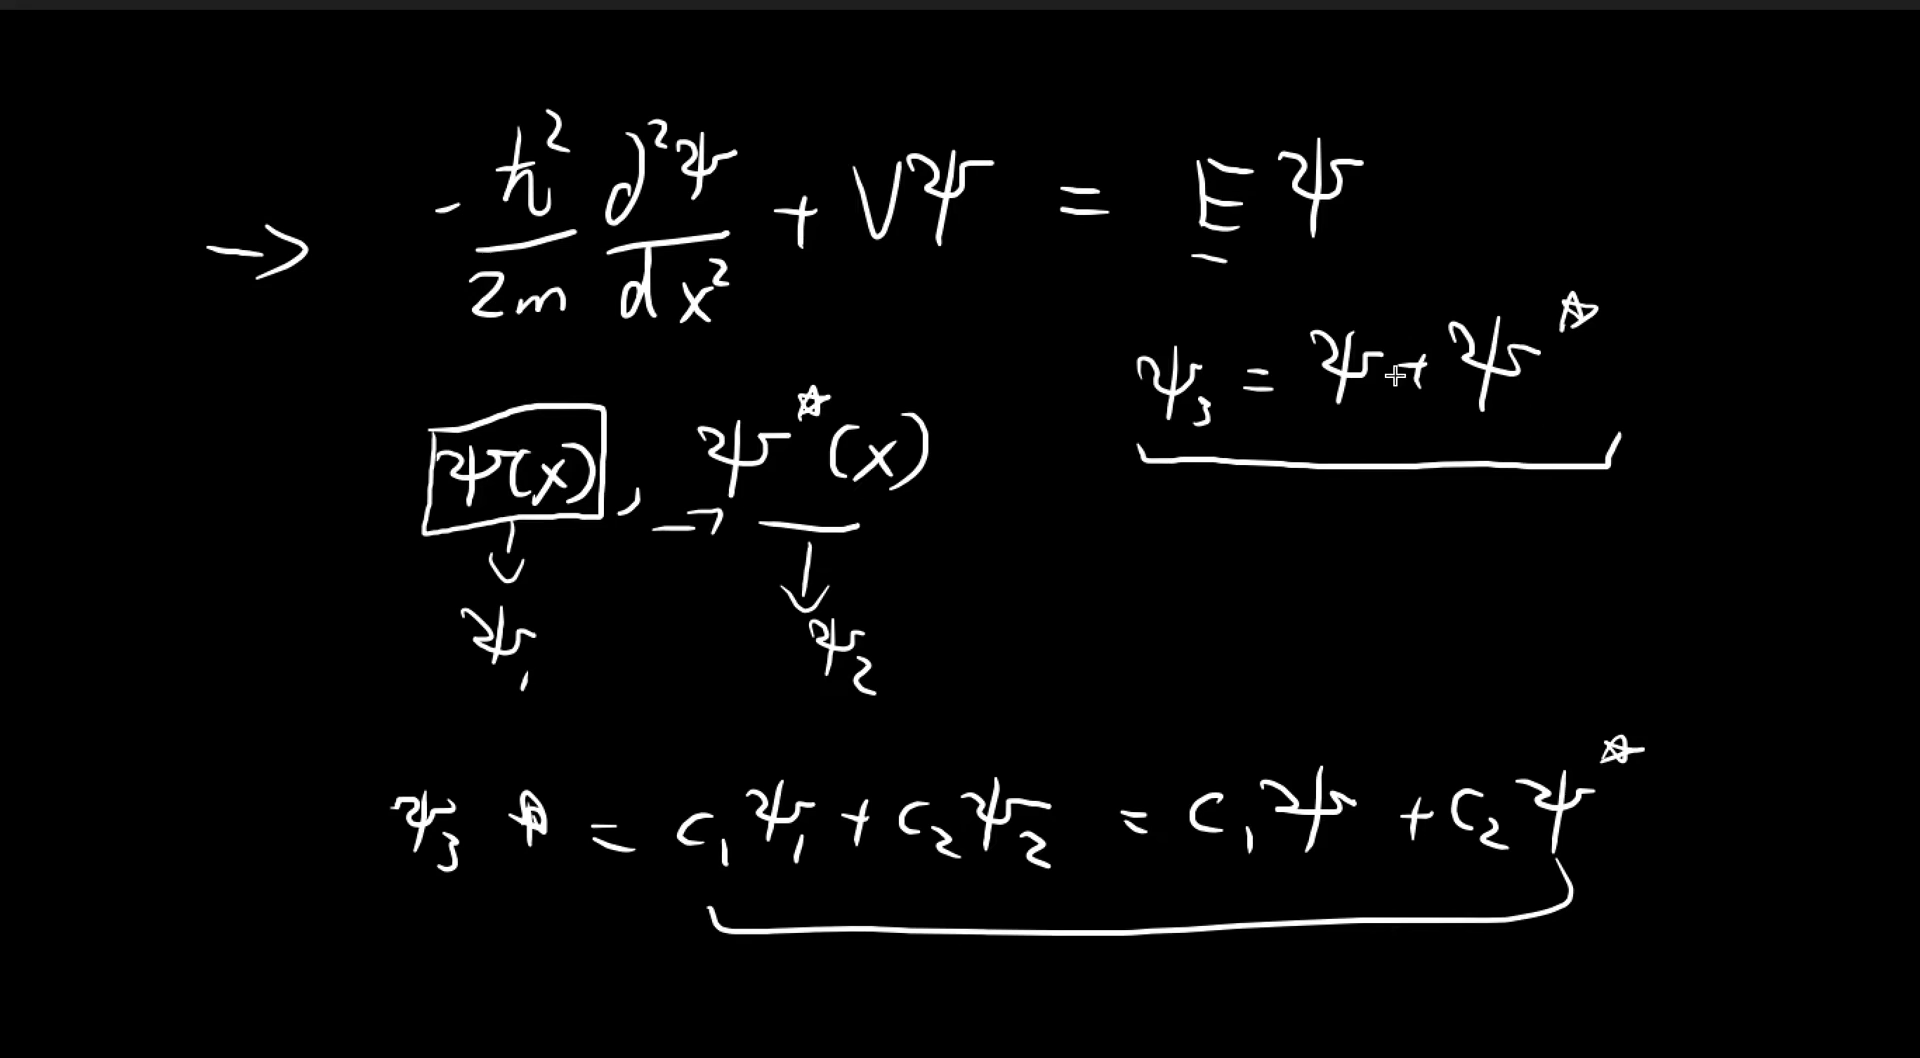 → - ħ²/2m d²ψ/dx² + Vψ = Eψ
ψ₃ = ψ + ψ*
ψ(x), → ψ*(x)
ψ₁ ψ₂
ψ₃ = c₁ψ₁ + c₂ψ₂ = c₁ψ + c₂ψ*